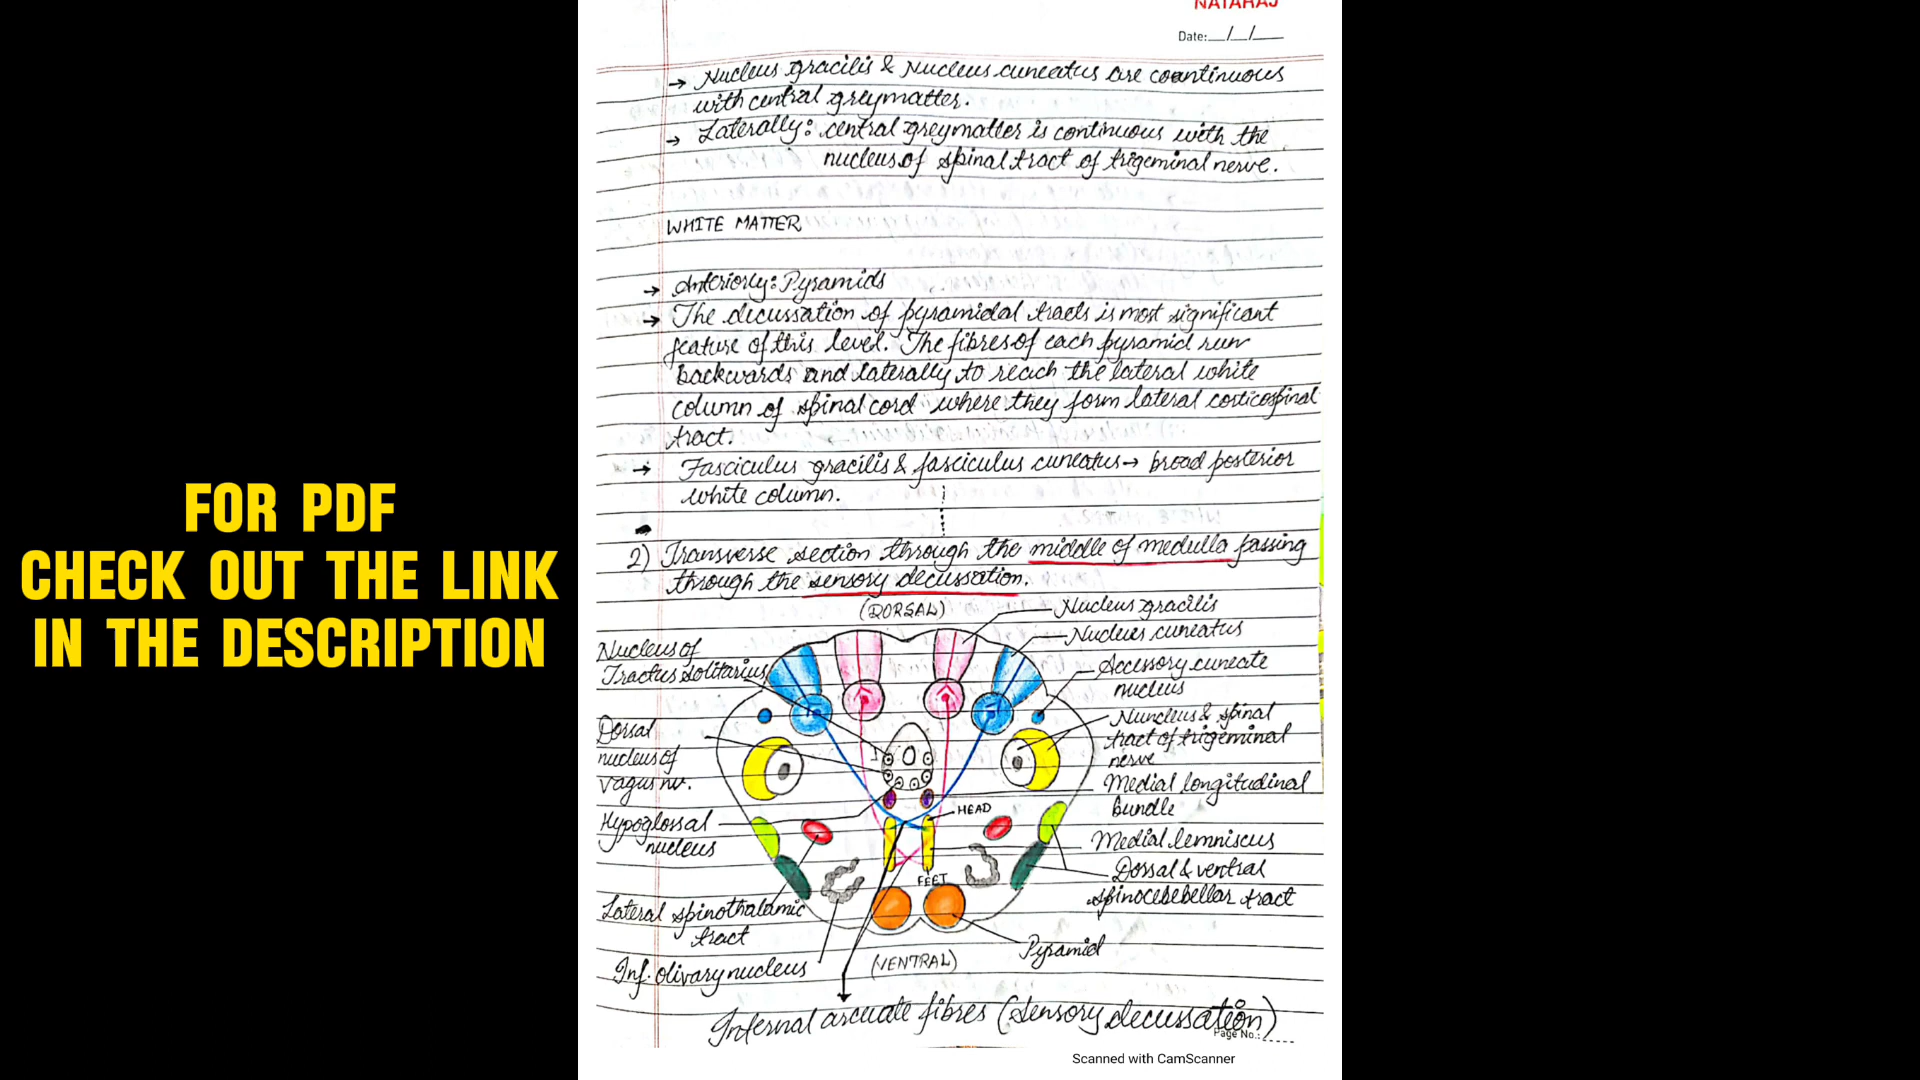 NATARAJ
Date:__/__/___
→ Nucleus gracilis & Nucleus cuneatus are coentinuous
with central greymatter.
→ Laterally: central greymatter is continuous with the
nucleus of spinal tract of trigeminal nerve.
WHITE MATTER
→ Anteriorly: Pyramids
→ The decussation of pyramidal tracts is most significant
feature of this level. The fibres of each pyramid run
backwards and laterally to reach the lateral white
column of spinal cord where they form lateral corticospinal
tract.
→ Fasciculus gracilis & fasciculus cuneatus → broad posterior
white column.
2) Transverse section through the middle of medulla passing
through the sensory decussation.
(DORSAL)
Nucleus gracilis
Nucleus cuneatus
Accessory cuneate
nucleus
Nuncleus & spinal
tract of trigeminal
nerve
Medial longitudinal
bundle
Medial lemniscus
Dorsal & ventral
spinocebebellar tract
Pyramid
Nucleus of
Tractus solitarius
Dorsal
nucleus of
vagus nv.
Hypoglossal
nucleus
Lateral spinothalamic
tract
Inf. olivary nucleus
HEAD
FEET
(VENTRAL)
Internal arcuate fibres (sensory decussation)
Page No.:
Scanned with CamScanner
FOR PDF
CHECK OUT THE LINK
IN THE DESCRIPTION